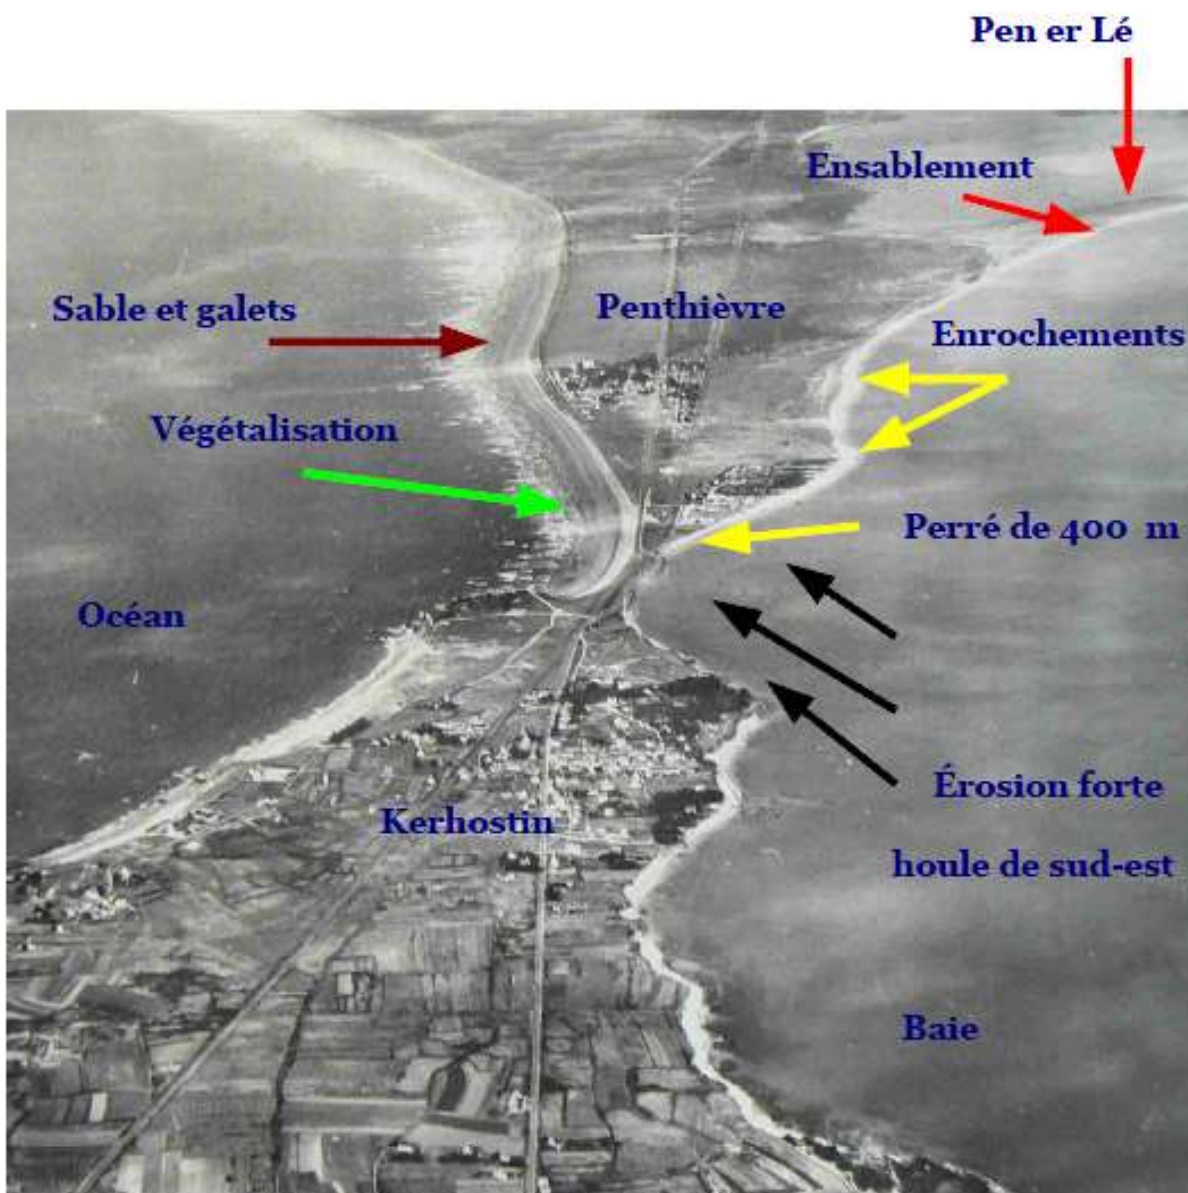 Pen er Lé
Ensablement
Sable et galets
Penthièvre
Enrochements
Végétalisation
Perré de 400 m
Océan
Érosion forte
Kerhostin
houle de sud-est
Baie